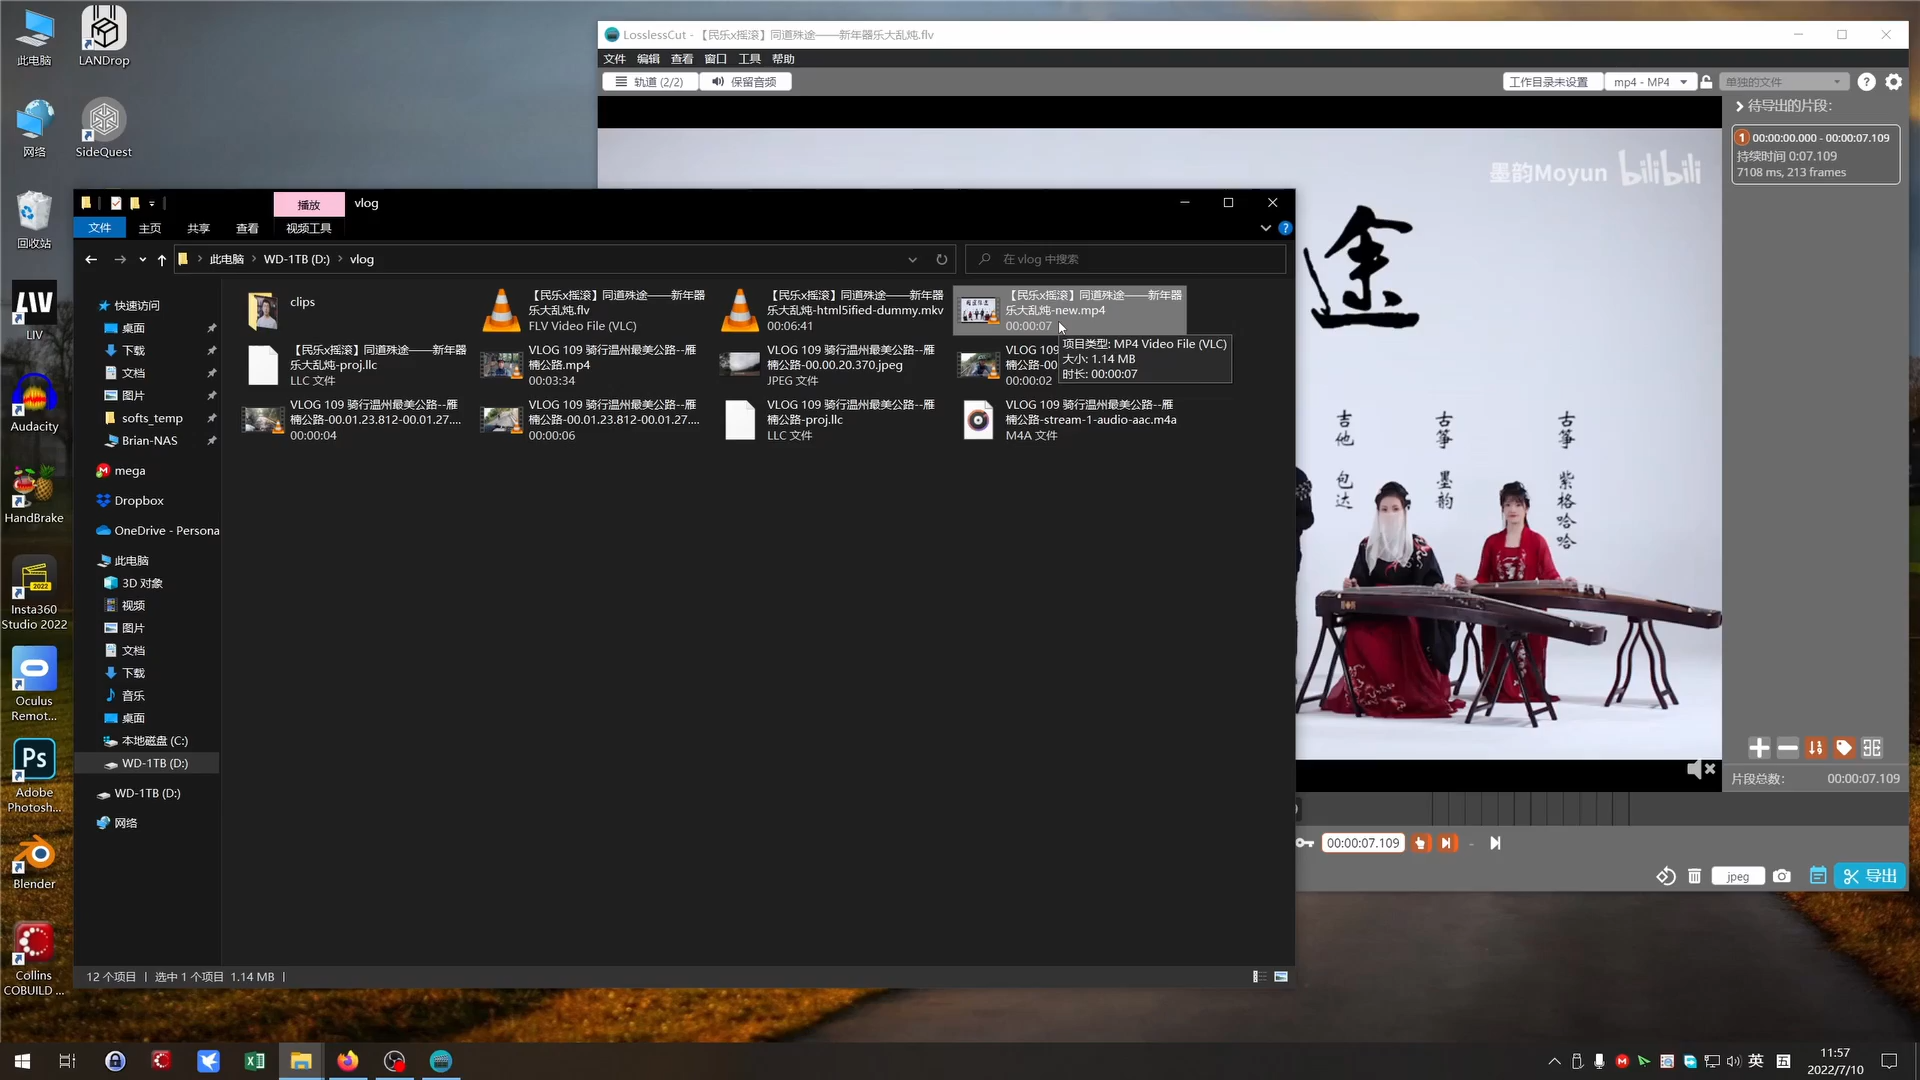 此电脑
LANDrop
网络
SideQuest
回收站
LIV
Audacity
HandBrake
Insta360
Studio 2022
Oculus
Remot...
Adobe
Photosh...
Blender
Collins
COBUILD ...
LosslessCut - 【民乐x摇滚】同道殊途——新年器乐大乱炖.flv
文件 编辑 查看 窗口 工具 帮助
轨道 (2/2)
保留音频
工作目录未设置
mp4 - MP4
单独的文件
待导出的片段:
1 00:00:00.000 - 00:00:07.109
持续时间 0:07.109
7108 ms, 213 frames
墨韵Moyun bilibili
途
吉他 包达
古筝 墨韵
古筝 紫格哈哈
片段总数: 00:00:07.109
00:00:07.109
-
jpeg
导出
播放
vlog
文件 主页 共享 查看 视频工具
此电脑 WD-1TB (D:) vlog
在 vlog 中搜索
快速访问
桌面
下载
文档
图片
softs_temp
Brian-NAS
mega
Dropbox
OneDrive - Persona
此电脑
3D 对象
视频
图片
文档
下载
音乐
桌面
本地磁盘 (C:)
WD-1TB (D:)
WD-1TB (D:)
网络
clips
【民乐x摇滚】同道殊途——新年器
乐大乱炖.flv
FLV Video File (VLC)
【民乐x摇滚】同道殊途——新年器
乐大乱炖-html5ified-dummy.mkv
00:06:41
【民乐x摇滚】同道殊途——新年器
乐大乱炖-new.mp4
00:00:07
【民乐x摇滚】同道殊途——新年器
乐大乱炖-proj.llc
LLC 文件
VLOG 109 骑行温州最美公路--雁
楠公路.mp4
00:03:34
VLOG 109 骑行温州最美公路--雁
楠公路-00.00.20.370.jpeg
JPEG 文件
VLOG 109
楠公路-00
00:00:02
项目类型: MP4 Video File (VLC)
大小: 1.14 MB
时长: 00:00:07
VLOG 109 骑行温州最美公路--雁
楠公路-00.01.23.812-00.01.27....
00:00:04
VLOG 109 骑行温州最美公路--雁
楠公路-00.01.23.812-00.01.27....
00:00:06
VLOG 109 骑行温州最美公路--雁
楠公路-proj.llc
LLC 文件
VLOG 109 骑行温州最美公路--雁
楠公路-stream-1-audio-aac.m4a
M4A 文件
12 个项目 | 选中 1 个项目 1.14 MB |
英
五
11:57
2022/7/10